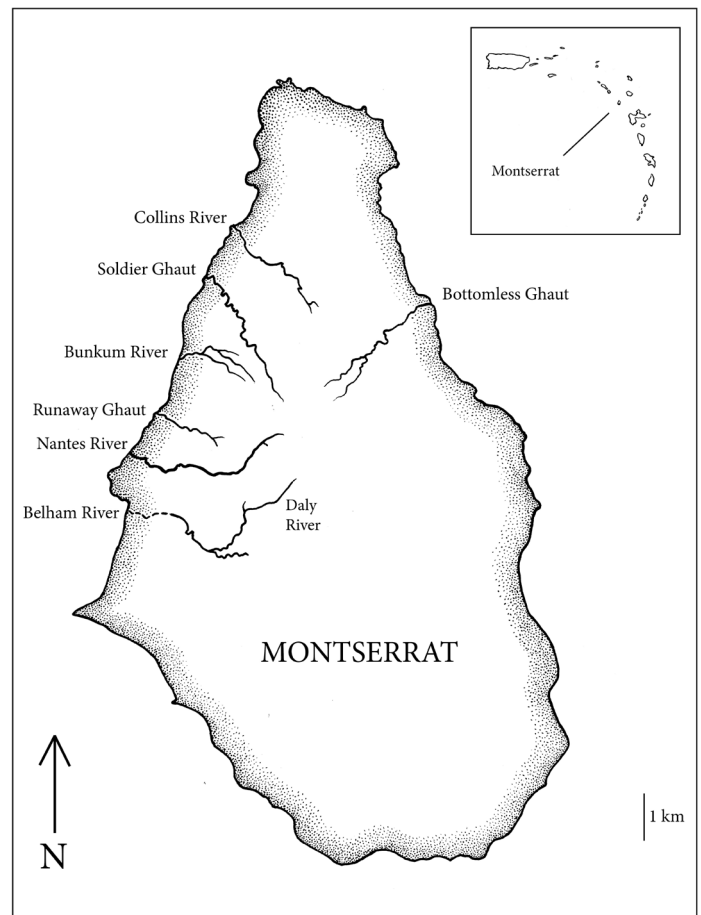 Montserrat
Collins River
Soldier Ghaut
Bottomless Ghaut
Bunkum River
Runaway Ghaut
Nantes River
Belham River
Daly
River
MONTSERRAT
1 km
N